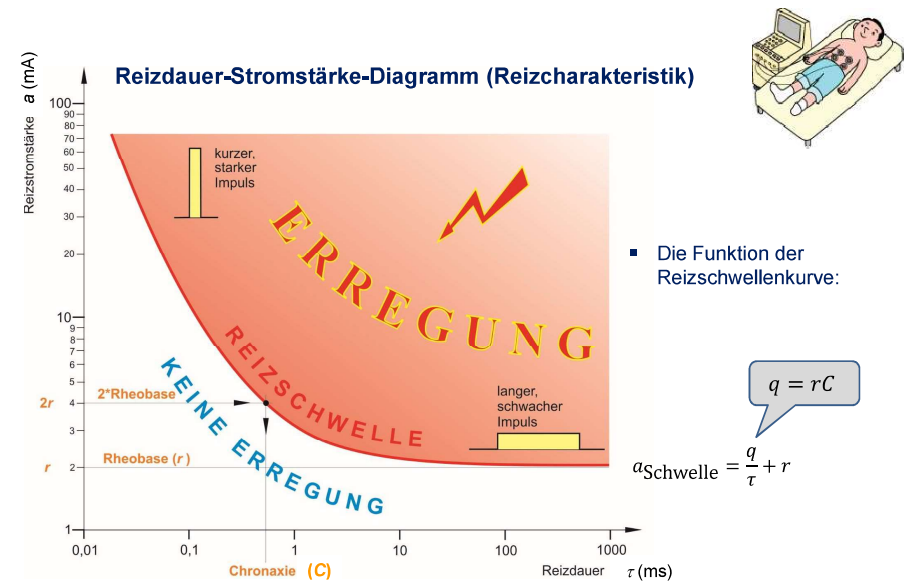 Reizdauer-Stromstärke-Diagramm (Reizcharakteristik)
Reizstromstärke a (mA)
100
90
80
70
60
50
40
30
20
10
9
8
7
6
5
4
3
2
1
2r
r
kurzer,
starker
Impuls
ERREGUNG
REIZSCHWELLE
KEINE ERREGUNG
2*Rheobase
Rheobase (r)
langer,
schwacher
Impuls
0,01
0,1
1
10
100
1000
Chronaxie (C)
Reizdauer τ (ms)
▪ Die Funktion der
Reizschwellenkurve:
q = rC
a_Schwelle = q/τ + r